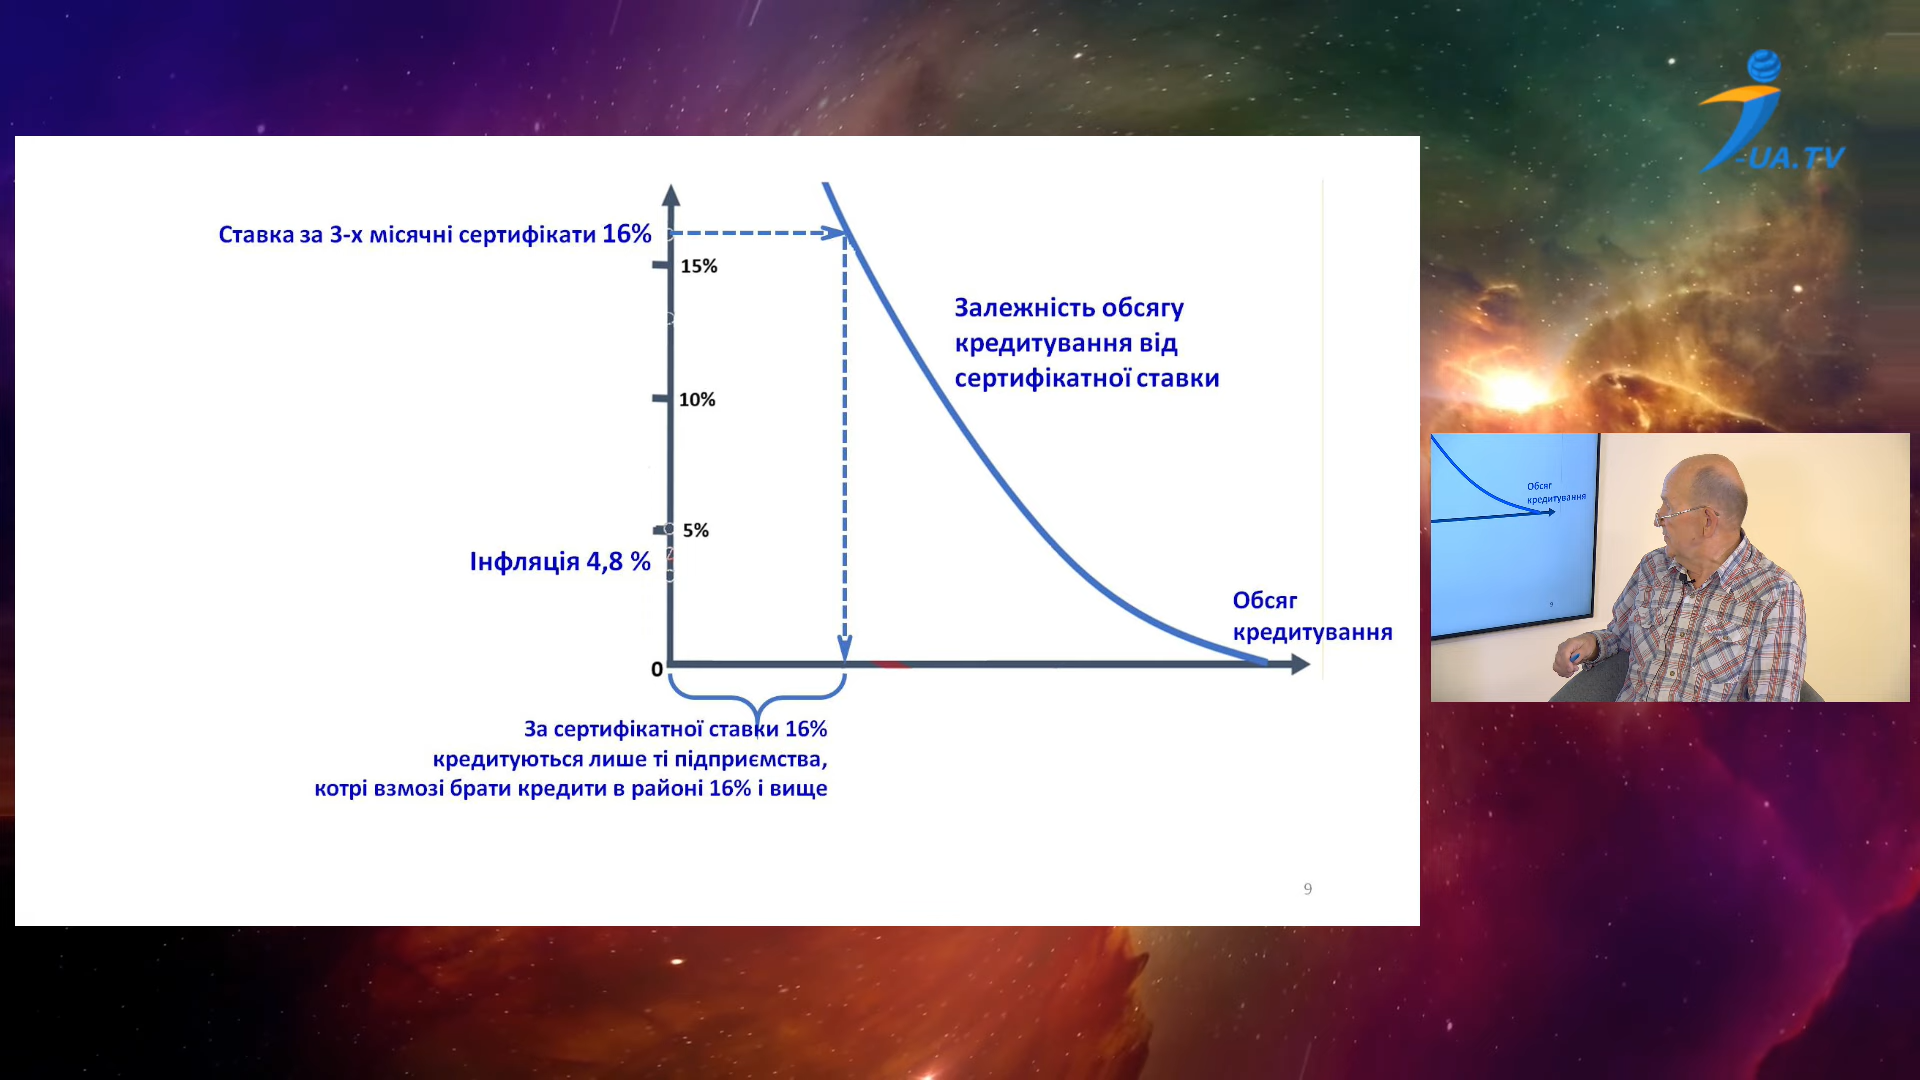 -UA.TV
Ставка за 3-х місячні сертифікати 16%
15%
Залежність обсягу
кредитування від
сертифікатної ставки
10%
5%
Інфляція 4,8 %
Обсяг
кредитування
0
За сертифікатної ставки 16%
кредитуються лише ті підприємства,
котрі взмозі брати кредити в районі 16% і вище
9
Обсяг
кредитування
9